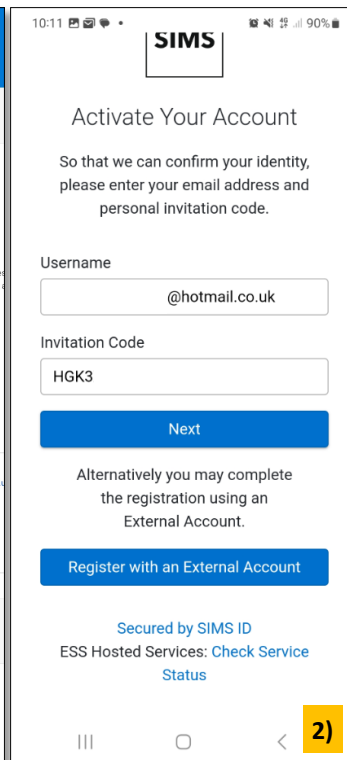 10:11 90%
SIMS
Activate Your Account
So that we can confirm your identity,
please enter your email address and
personal invitation code.
Username
@hotmail.co.uk
Invitation Code
HGK3
Next
Alternatively you may complete
the registration using an
External Account.
Register with an External Account
Secured by SIMS ID
ESS Hosted Services: Check Service
Status
2)